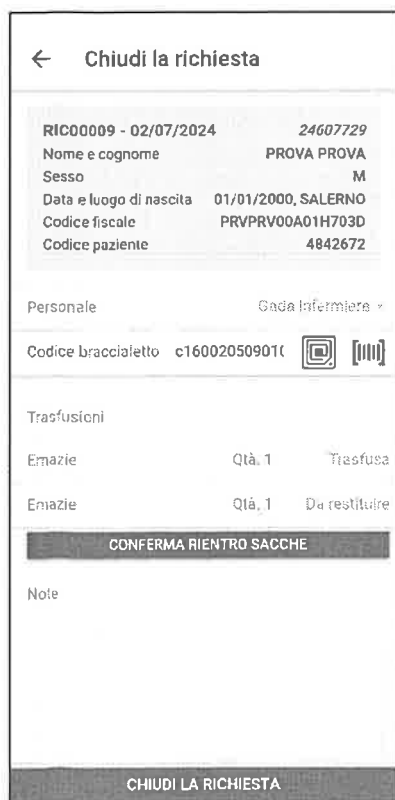 Chiudi la richiesta
RIC00009 - 02/07/2024 24607729
Nome e cognome PROVA PROVA
Sesso M
Data e luogo di nascita 01/01/2000, SALERNO
Codice fiscale PRVPRV00A01H703D
Codice paziente 4842672
Personale Giada Infermiera
Codice braccialetto c16002050901(
Trasfusioni
Emazie Qtà. 1 Trasfusa
Emazie Qtà. 1 Da restituire
CONFERMA RIENTRO SACCHE
Note
CHIUDI LA RICHIESTA